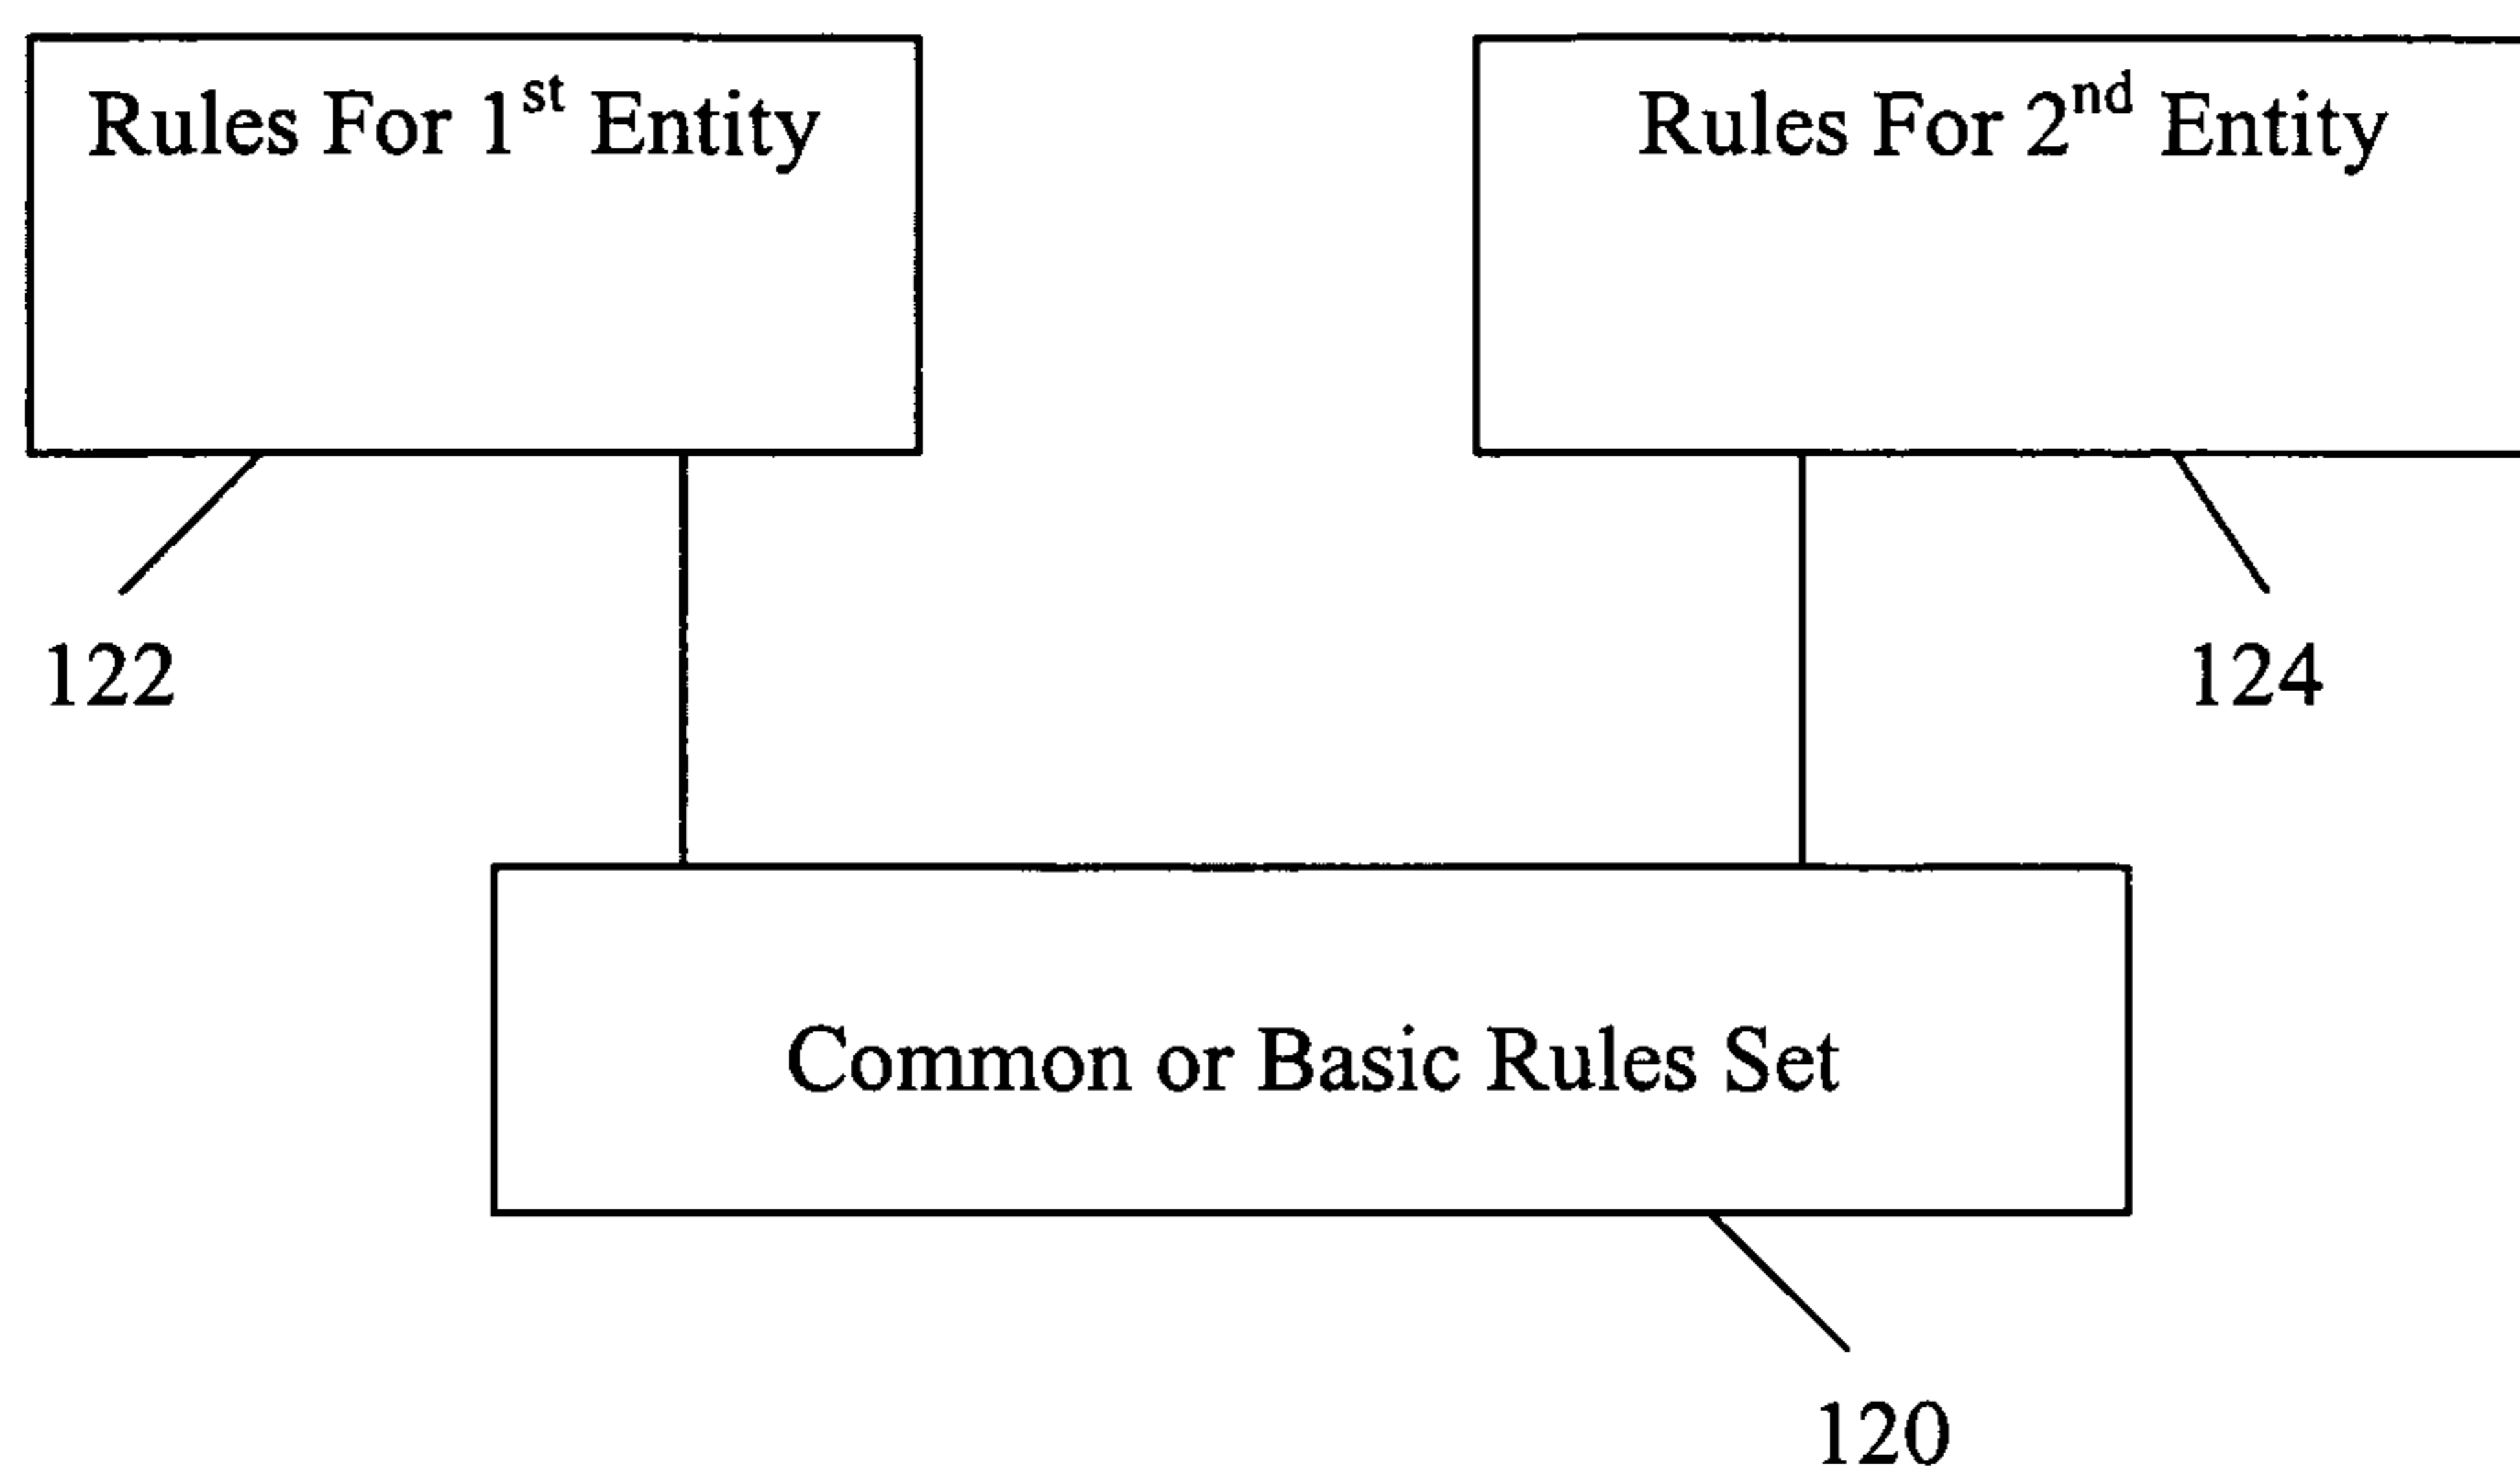 Rules For 1st Entity
Rules For 2nd Entity
122
124
Common or Basic Rules Set
120